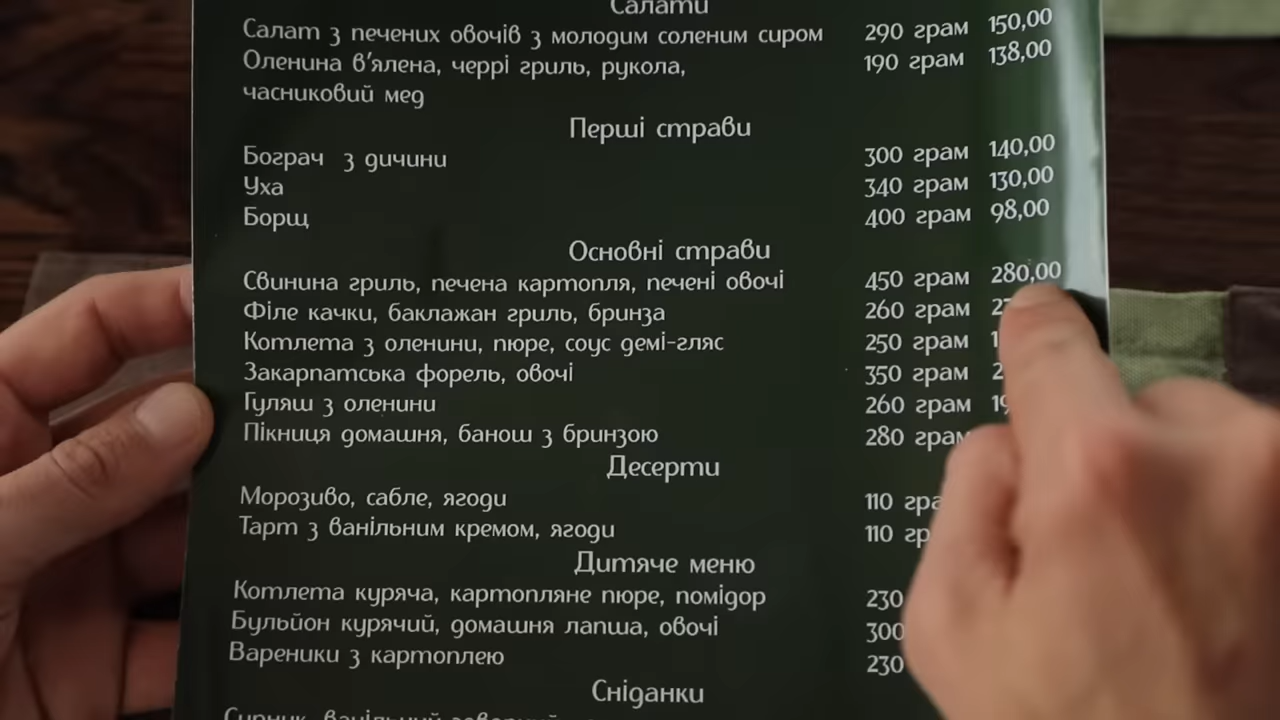 Салати
Салат з печених овочів з молодим соленим сиром 290 грам 150,00
Оленина в'ялена, черрі гриль, рукола, 190 грам 138,00
часниковий мед
Перші страви
Бограч з дичини 300 грам 140,00
Уха 340 грам 130,00
Борщ 400 грам 98,00
Основні страви
Свинина гриль, печена картопля, печені овочі 450 грам 280,00
Філе качки, баклажан гриль, бринза 260 грам
Котлета з оленини, пюре, соус демі-гляс 250 грам
Закарпатська форель, овочі 350 грам
Гуляш з оленини 260 грам
Пікниця домашня, банош з бринзою 280 грам
Десерти
Морозиво, сабле, ягоди 110
Тарт з ванільним кремом, ягоди 110
Дитяче меню
Котлета куряча, картопляне пюре, помідор 230
Бульйон курячий, домашня лапша, овочі 300
Вареники з картоплею 230
Сніданки